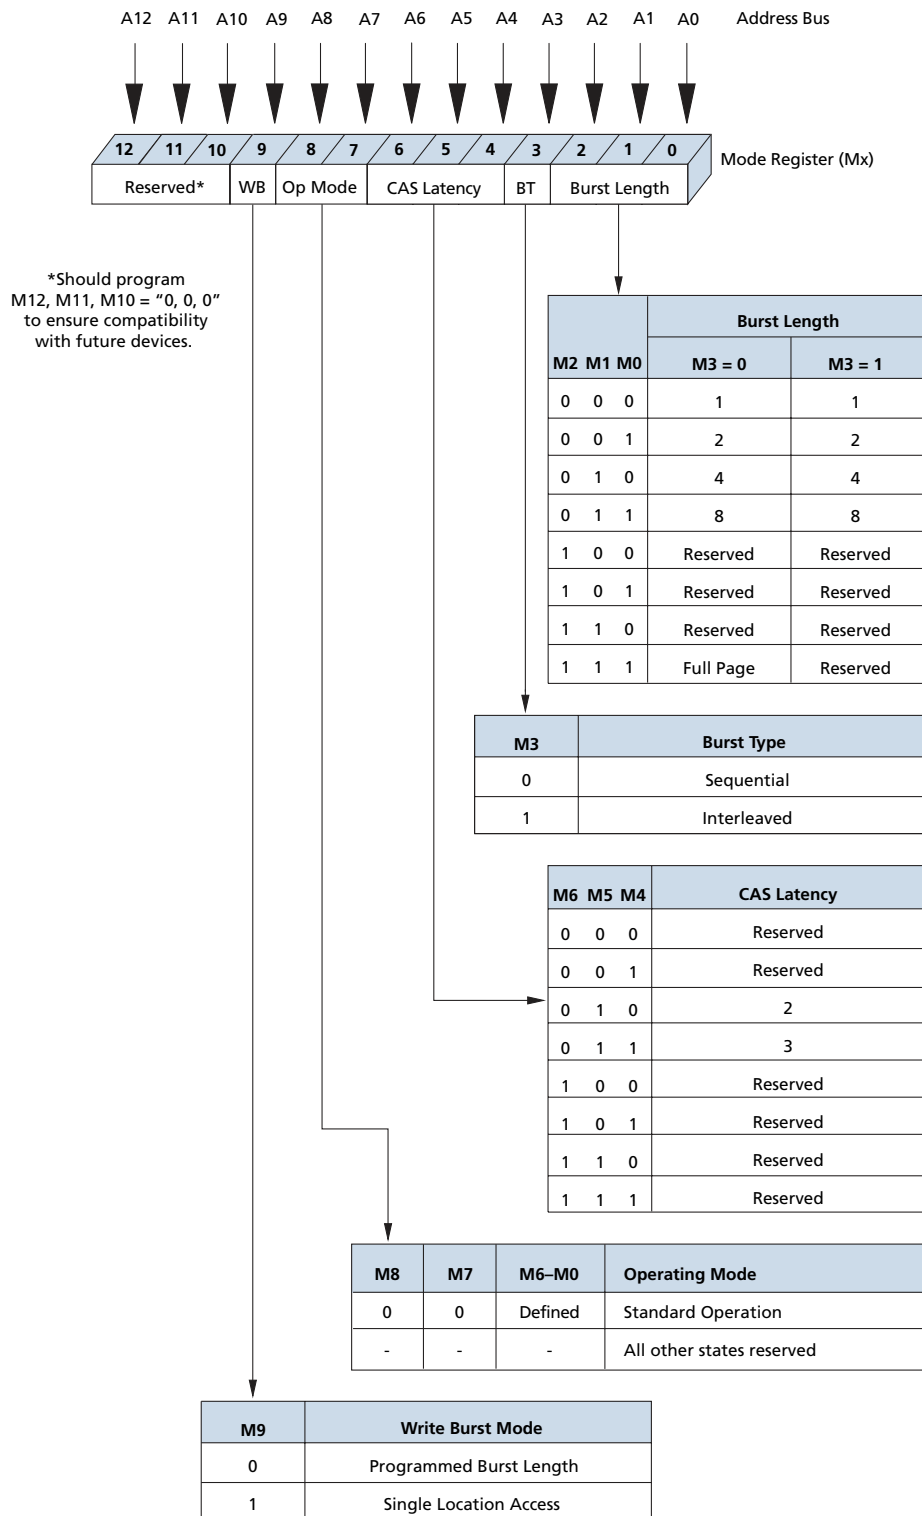 A12 A11 A10 A9 A8 A7 A6 A5 A4 A3 A2 A1 A0 Address Bus
12 11 10 9 8 7 6 5 4 3 2 1 0
Mode Register (Mx)
Reserved* WB Op Mode CAS Latency BT Burst Length
*Should program
M12, M11, M10 = “0, 0, 0”
to ensure compatibility
with future devices.
Burst Length
M2 M1 M0 M3 = 0 M3 = 1
0 0 0 1 1
0 0 1 2 2
0 1 0 4 4
0 1 1 8 8
1 0 0 Reserved Reserved
1 0 1 Reserved Reserved
1 1 0 Reserved Reserved
1 1 1 Full Page Reserved
M3 Burst Type
0 Sequential
1 Interleaved
M6 M5 M4 CAS Latency
0 0 0 Reserved
0 0 1 Reserved
0 1 0 2
0 1 1 3
1 0 0 Reserved
1 0 1 Reserved
1 1 0 Reserved
1 1 1 Reserved
M8 M7 M6–M0 Operating Mode
0 0 Defined Standard Operation
- - - All other states reserved
M9 Write Burst Mode
0 Programmed Burst Length
1 Single Location Access